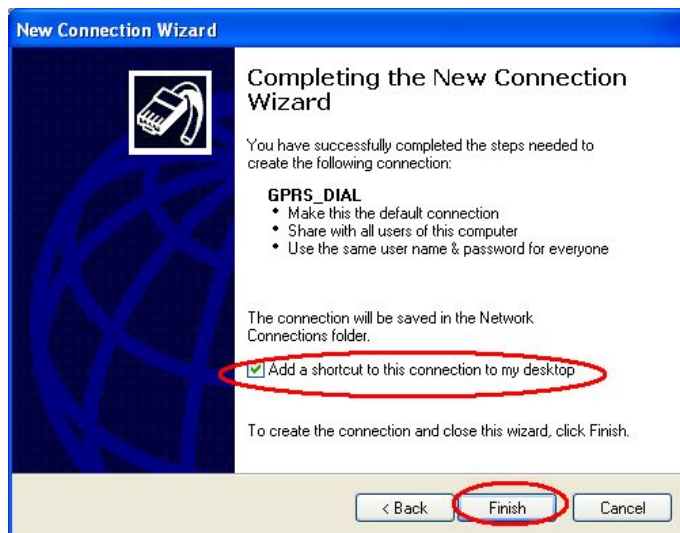 New Connection Wizard
Completing the New Connection
Wizard
You have successfully completed the steps needed to
create the following connection:
GPRS_DIAL
• Make this the default connection
• Share with all users of this computer
• Use the same user name & password for everyone
The connection will be saved in the Network
Connections folder.
Add a shortcut to this connection to my desktop
To create the connection and close this wizard, click Finish.
< Back Finish Cancel